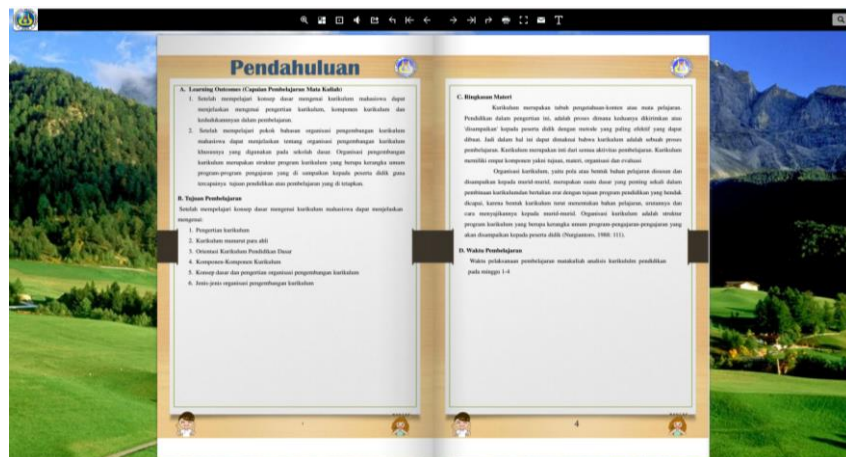 Pendahuluan
A. Learning Outcomes (Capaian Pembelajaran Mata Kuliah)
1. Setelah mempelajari konsep dasar mengenai kurikulum mahasiswa dapat
menjelaskan mengenai pengertian kurikulum, komponen kurikulum dan
kedudukannnya dalam pembelajaran.
2. Setelah mempelajari pokok bahasan organisasi pengembangan kurikulum
mahasiswa dapat menjelaskan tentang organisasi pengembangan kurikulum
khususnya yang digunakan pada sekolah dasar. Organisasi pengembangan
kurikulum merupakan struktur program kurikulum yang berupa kerangka umum
program-program pengajaran yang di sampaikan kepada peserta didik guna
tercapainya tujuan pendidikan atau pembelajaran yang di tetapkan.
B. Tujuan Pembelajaran
Setelah mempelajari konsep dasar mengenai kurikulum mahasiswa dapat menjelaskan
mengenai:
1. Pengertian kurikulum
2. Kurikulum menurut para ahli
3. Orientasi Kurikulum Pendidikan Dasar
4. Komponen-Komponen Kurikulum
5. Konsep dasar dan pengertian organisasi pengembangan kurikulum
6. Jenis-jenis organisasi pengembangan kurikulum
C. Ringkasan Materi
Kurikulum merupakan tubuh pengetahuan-konten atau mata pelajaran.
Pendidikan dalam pengertian ini, adalah proses dimana keduanya dikirimkan atau
'disampaikan' kepada peserta didik dengan metode yang paling efektif yang dapat
dibuat. Jadi dalam hal ini dapat dimaknai bahwa kurikulum adalah sebuah proses
pembelajaran. Kurikulum merupakan inti dari semua aktivitas pembelajaran. Kurikulum
memiliki empat komponen yakni tujuan, materi, organisasi dan evaluasi
Organisasi kurikulum, yaitu pola atau bentuk bahan pelajaran disusun dan
disampaikan kepada murid-murid, merupakan suatu dasar yang penting sekali dalam
pembinaan kurikulumdan bertalian erat dengan tujuan program pendidikan yang hendak
dicapai, karena bentuk kurikulum turut menentukan bahan pelajaran, urutannya dan
cara menyajikannya kepada murid-murid. Organisasi kurikulum adalah struktur
program kurikulum yang berupa kerangka umum program-program-pengajaran yang
akan disampaikan kepada peserta didik (Nurgiantoro, 1988: 111).
D. Waktu Pembelajaran
Waktu pelaksanaan pembelajaran matakuliah analisis kurikululm pendidikan
pada minggu 1-4
4